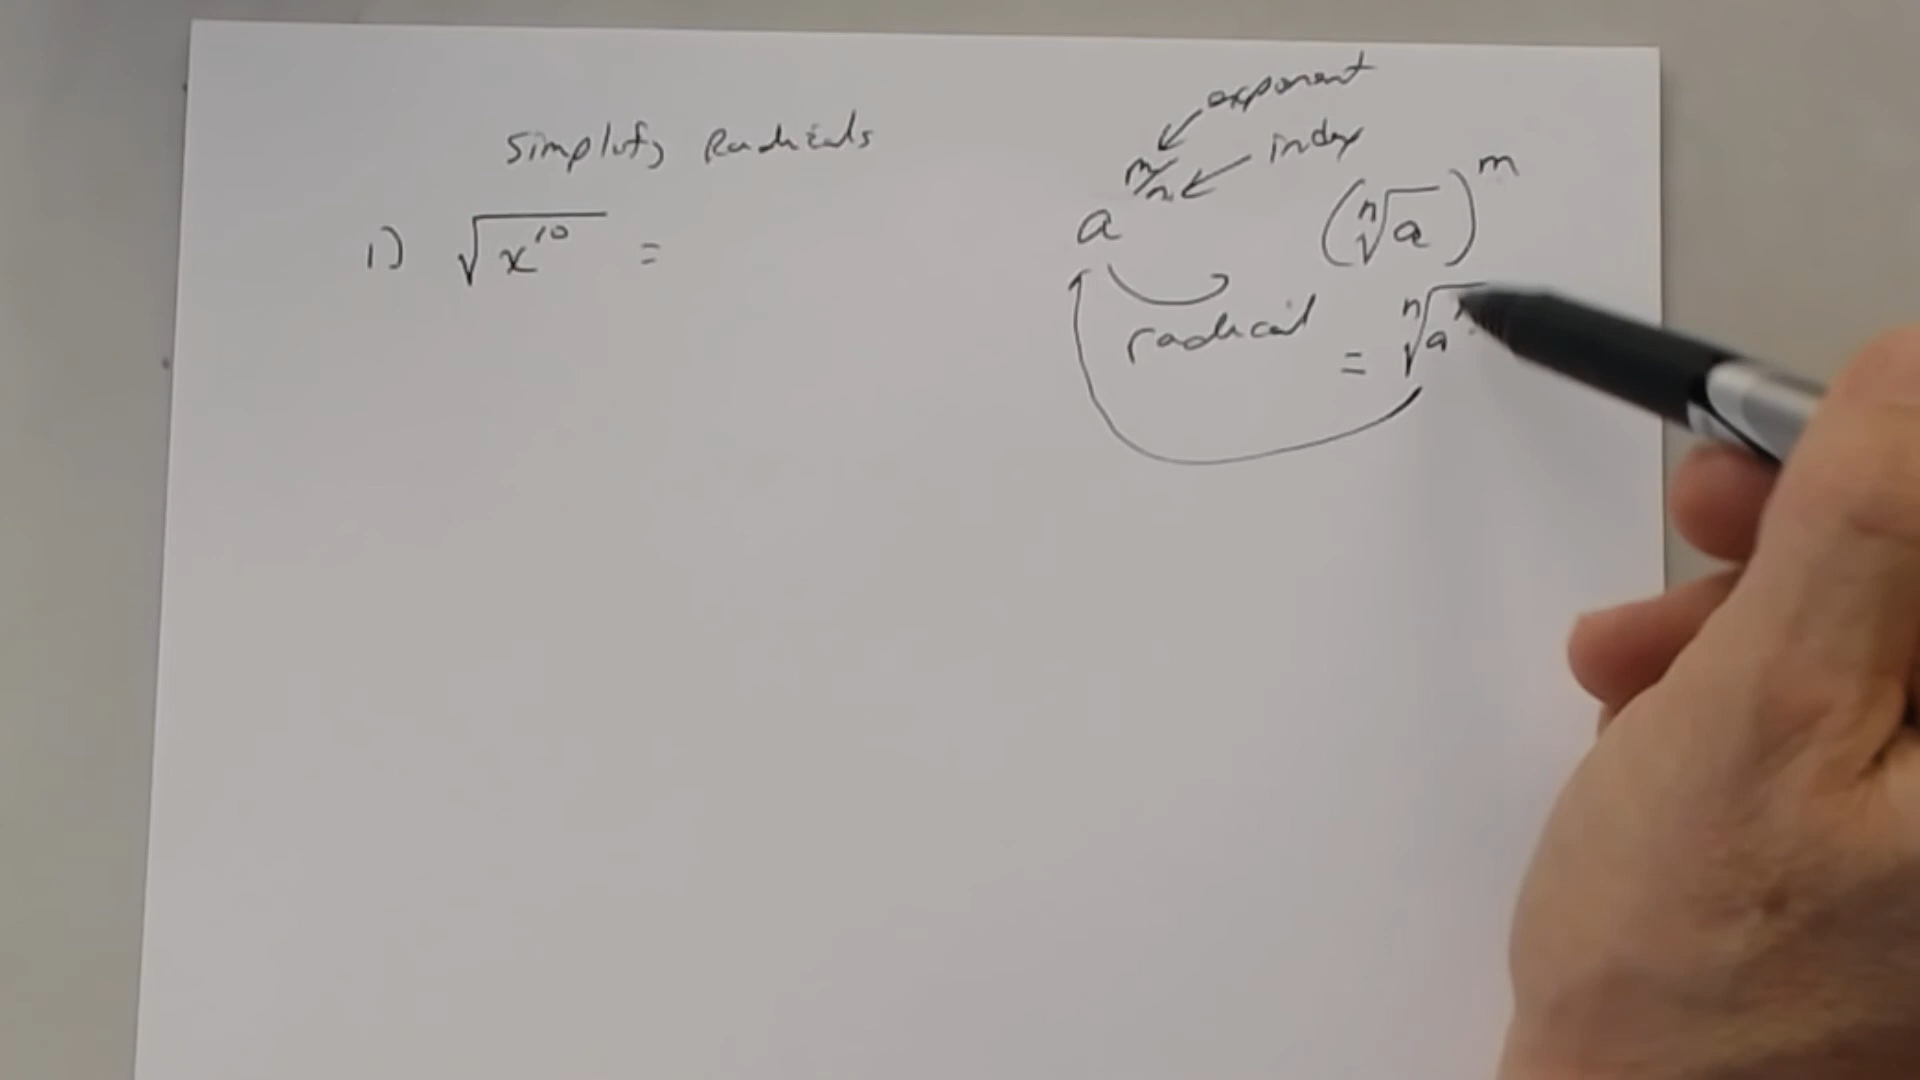 Simplify Radicals
1) √x¹⁰ =
exponent
index
a^m/n
(ⁿ√a)^m
radical
= ⁿ√a